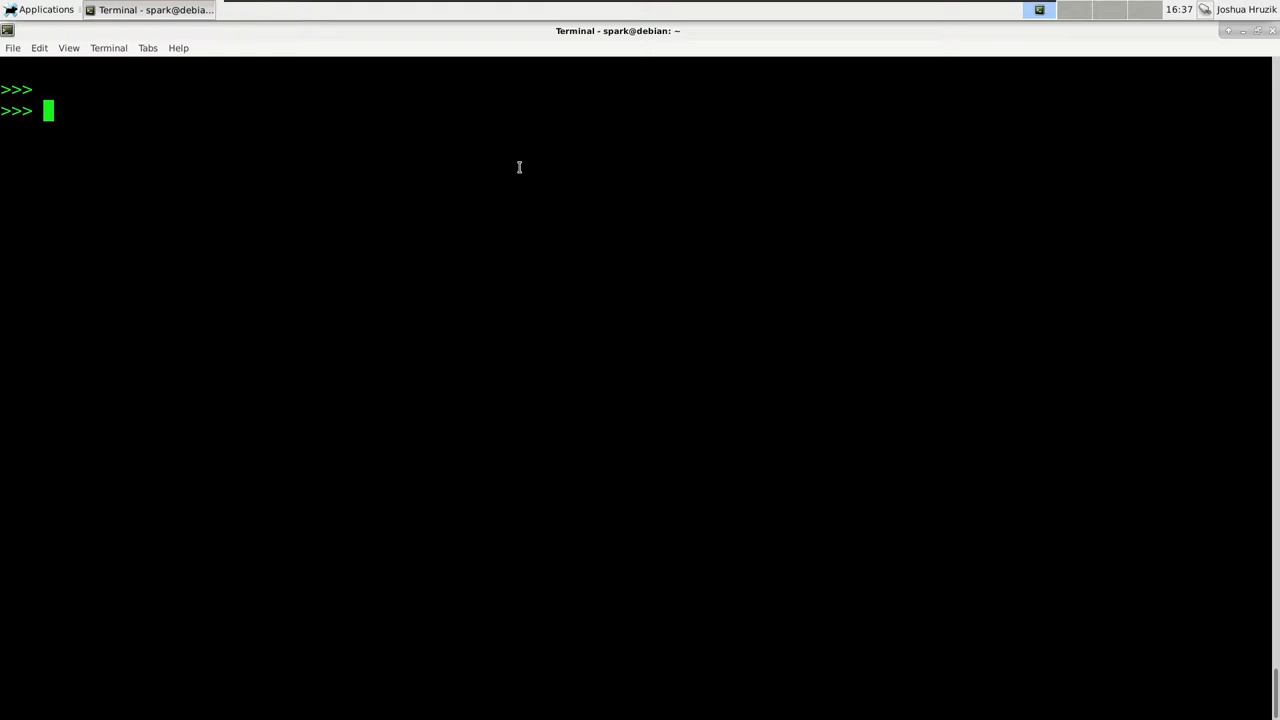 Applications
Terminal - spark@debia...
16:37
Joshua Hruzik
Terminal - spark@debian: ~
File Edit View Terminal Tabs Help
>>>
>>>